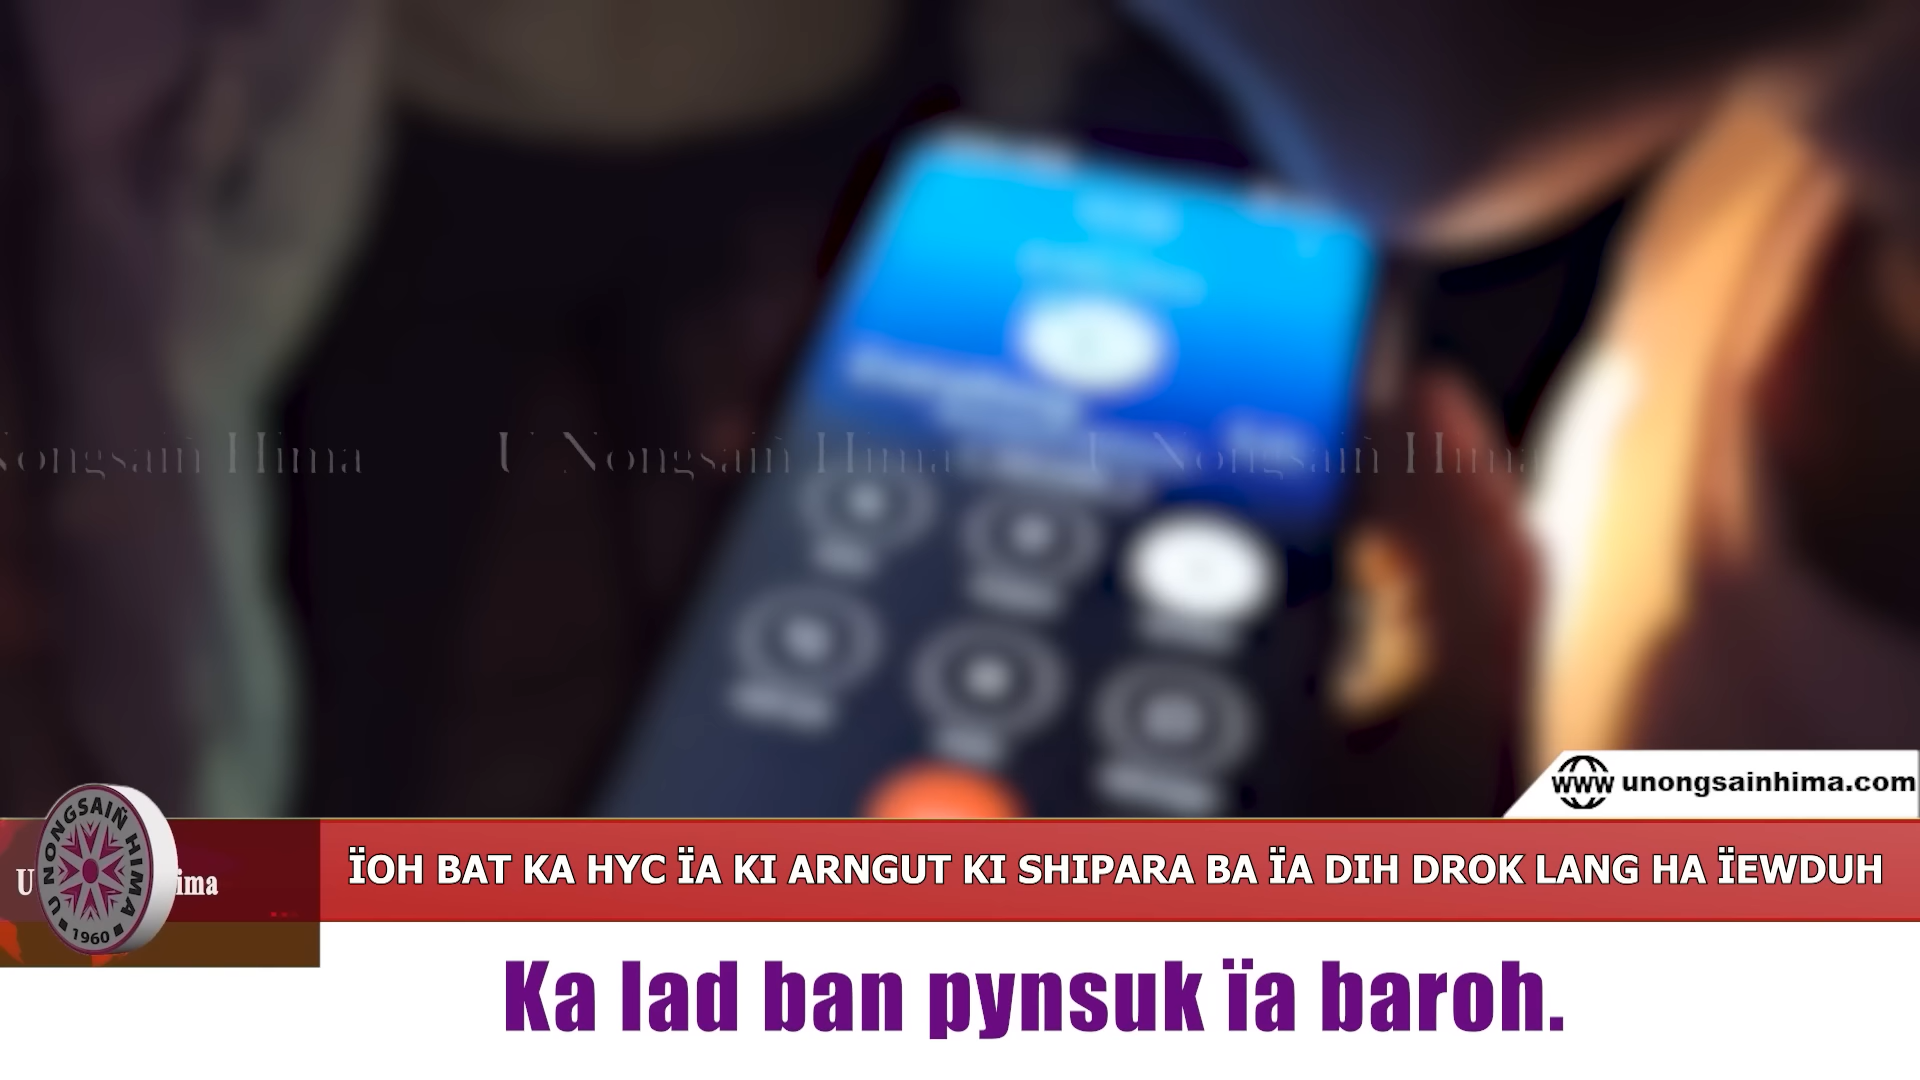 Nongsaiñ Hima U Nongsaiñ Hima U Nongsaiñ Hima
www unongsainhima.com
U NONGSAIÑ HIMA
1960
U ima
ÏOH BAT KA HYC ÏA KI ARNGUT KI SHIPARA BA ÏA DIH DROK LANG HA ÏEWDUH
Ka lad ban pynsuk ïa baroh.